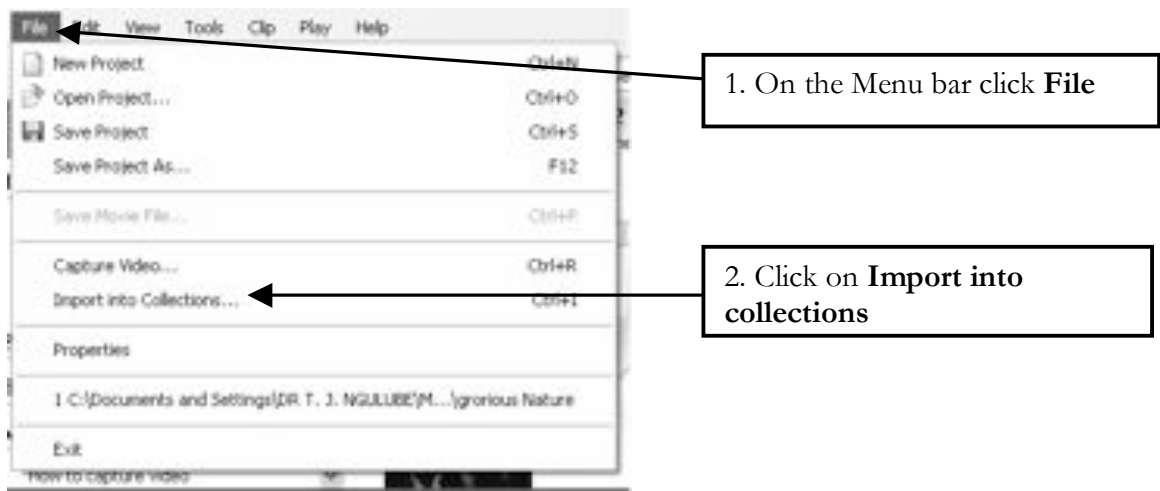 File Edit View Tools Clip Play Help
New Project Ctrl+N
Open Project... Ctrl+O
Save Project Ctrl+S
Save Project As... F12
Save Movie File... Ctrl+P
Capture Video... Ctrl+R
Import into Collections... Ctrl+I
Properties
1 C:\Documents and Settings\DR T. J. NGULUBE\M...\grorious Nature
Exit
How to capture video
1. On the Menu bar click File
2. Click on Import into
collections